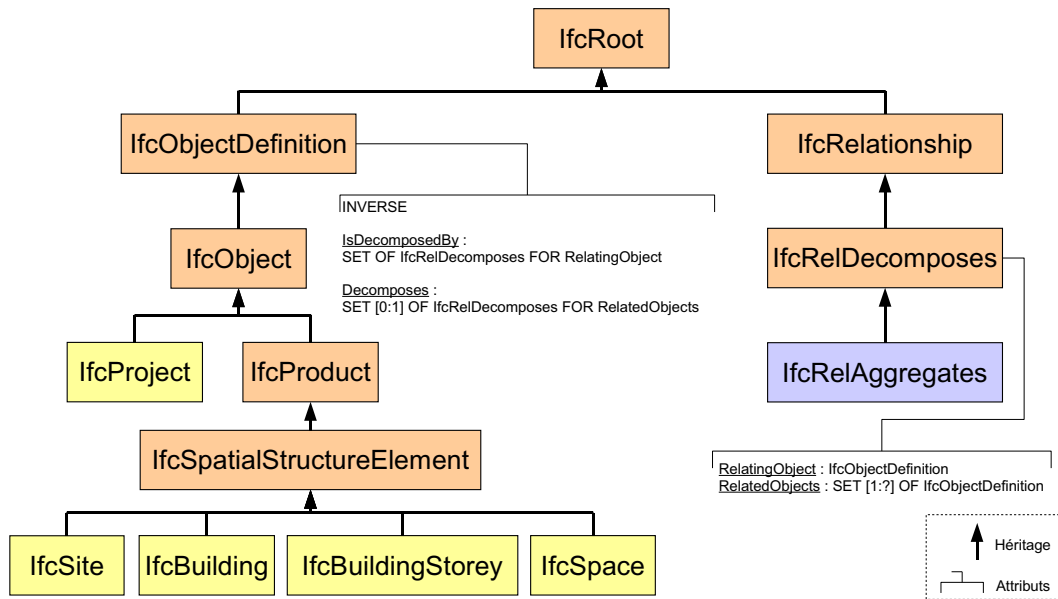 IfcRoot
IfcObjectDefinition
IfcRelationship
INVERSE
IsDecomposedBy :
SET OF IfcRelDecomposes FOR RelatingObject
Decomposes :
SET [0:1] OF IfcRelDecomposes FOR RelatedObjects
IfcObject
IfcRelDecomposes
IfcProject
IfcProduct
IfcRelAggregates
IfcSpatialStructureElement
RelatingObject : IfcObjectDefinition
RelatedObjects : SET [1:?] OF IfcObjectDefinition
IfcSite
IfcBuilding
IfcBuildingStorey
IfcSpace
Héritage
Attributs